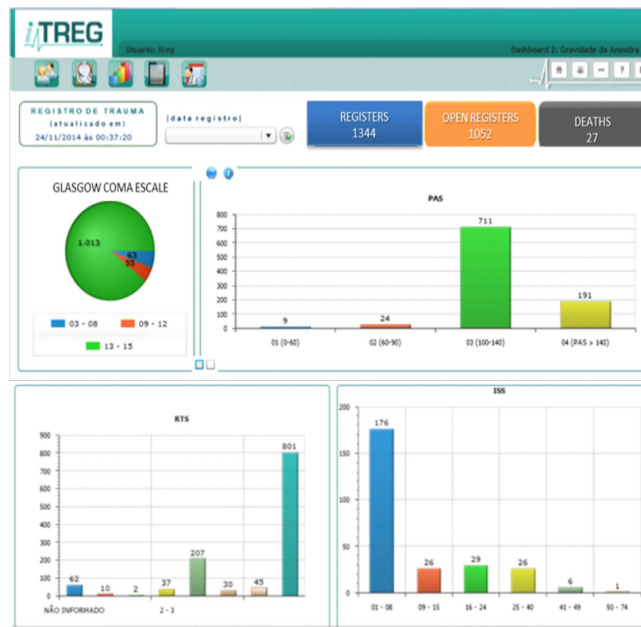 iTREG
Usuario: itreg
Dashboard 2: Gravidade da Amostra
REGISTRO DE TRAUMA
|atualizado em|
24/11/2014 às 00:37:20
|data registro|
REGISTERS
1344
OPEN REGISTERS
1052
DEATHS
27
GLASGOW COMA ESCALE
1.013
63
55
03 - 08
09 - 12
13 - 15
PAS
800
700
600
500
400
300
200
100
0
9
24
711
191
01 (0-60)
02 (60-90)
03 (100-140)
04 (PAS > 140)
RTS
900
800
700
600
500
400
300
200
100
0
62
10
2
37
207
30
45
801
NÃO INFORMADO
2 - 3
ISS
200
150
100
50
0
176
26
29
26
6
1
01 - 08
09 - 15
16 - 24
25 - 40
41 - 49
50 - 74